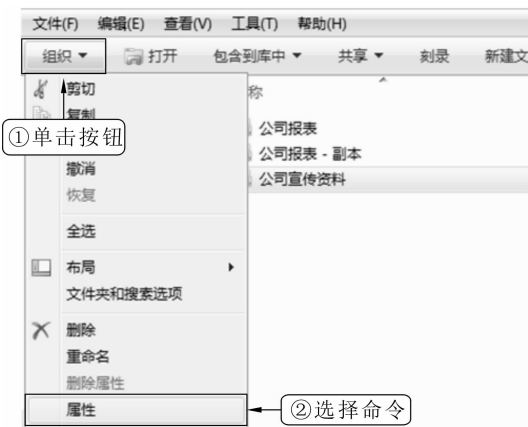 文件(F) 编辑(E) 查看(V) 工具(T) 帮助(H)
组织 打开 包含到库中 共享 刻录 新建文
剪切
称
复制
公司报表
①单击按钮
公司报表 - 副本
撤消
公司宣传资料
恢复
全选
布局
文件夹和搜索选项
删除
重命名
删除属性
属性
②选择命令